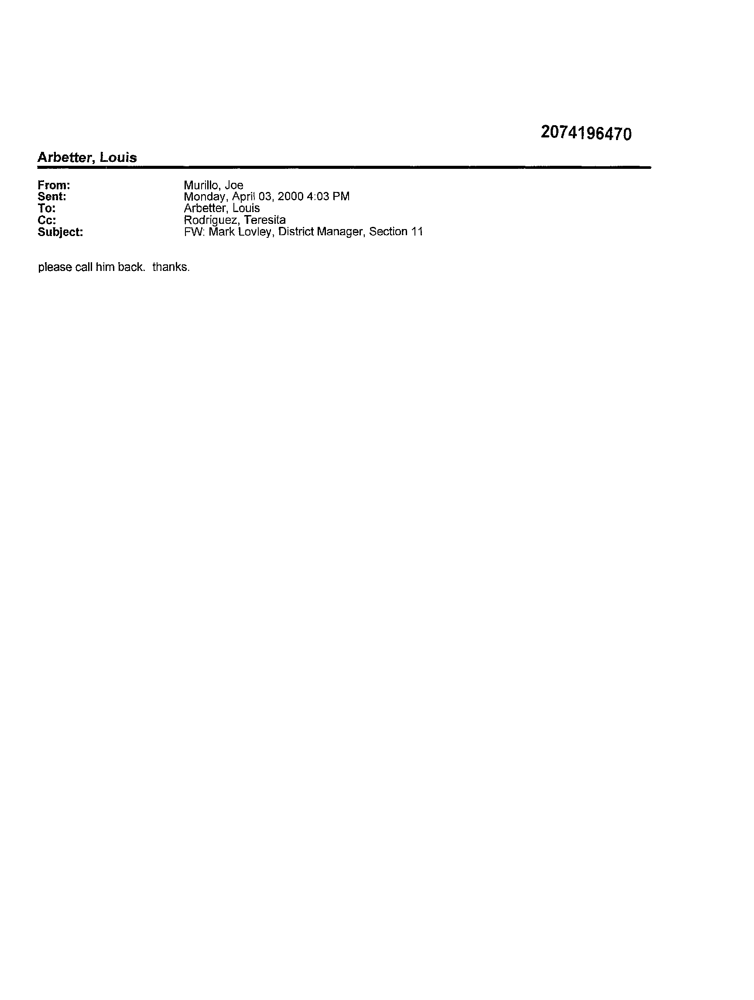 2074196470
Arbetter, Louis
From: Murillo, Joe
Sent: Monday, April 03, 2000 4:03 PM
To: Arbetter, Louis
Cc: Rodriguez, Teresita
Subject: FW: Mark Lovley, District Manager, Section 11
please call him back. thanks.